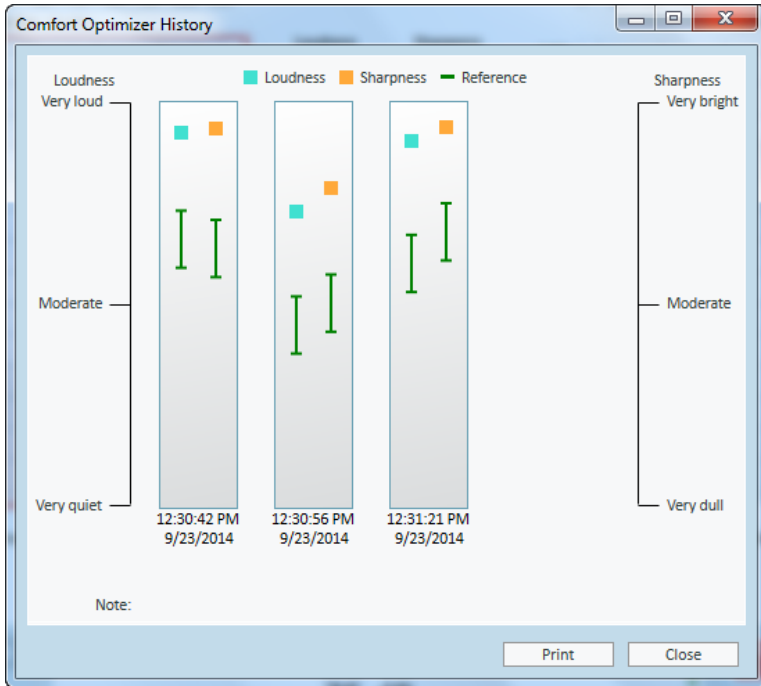 Comfort Optimizer History
Loudness Sharpness Reference
Loudness
Very loud
Moderate
Very quiet
Sharpness
Very bright
Moderate
Very dull
12:30:42 PM
9/23/2014
12:30:56 PM
9/23/2014
12:31:21 PM
9/23/2014
Note:
Print
Close